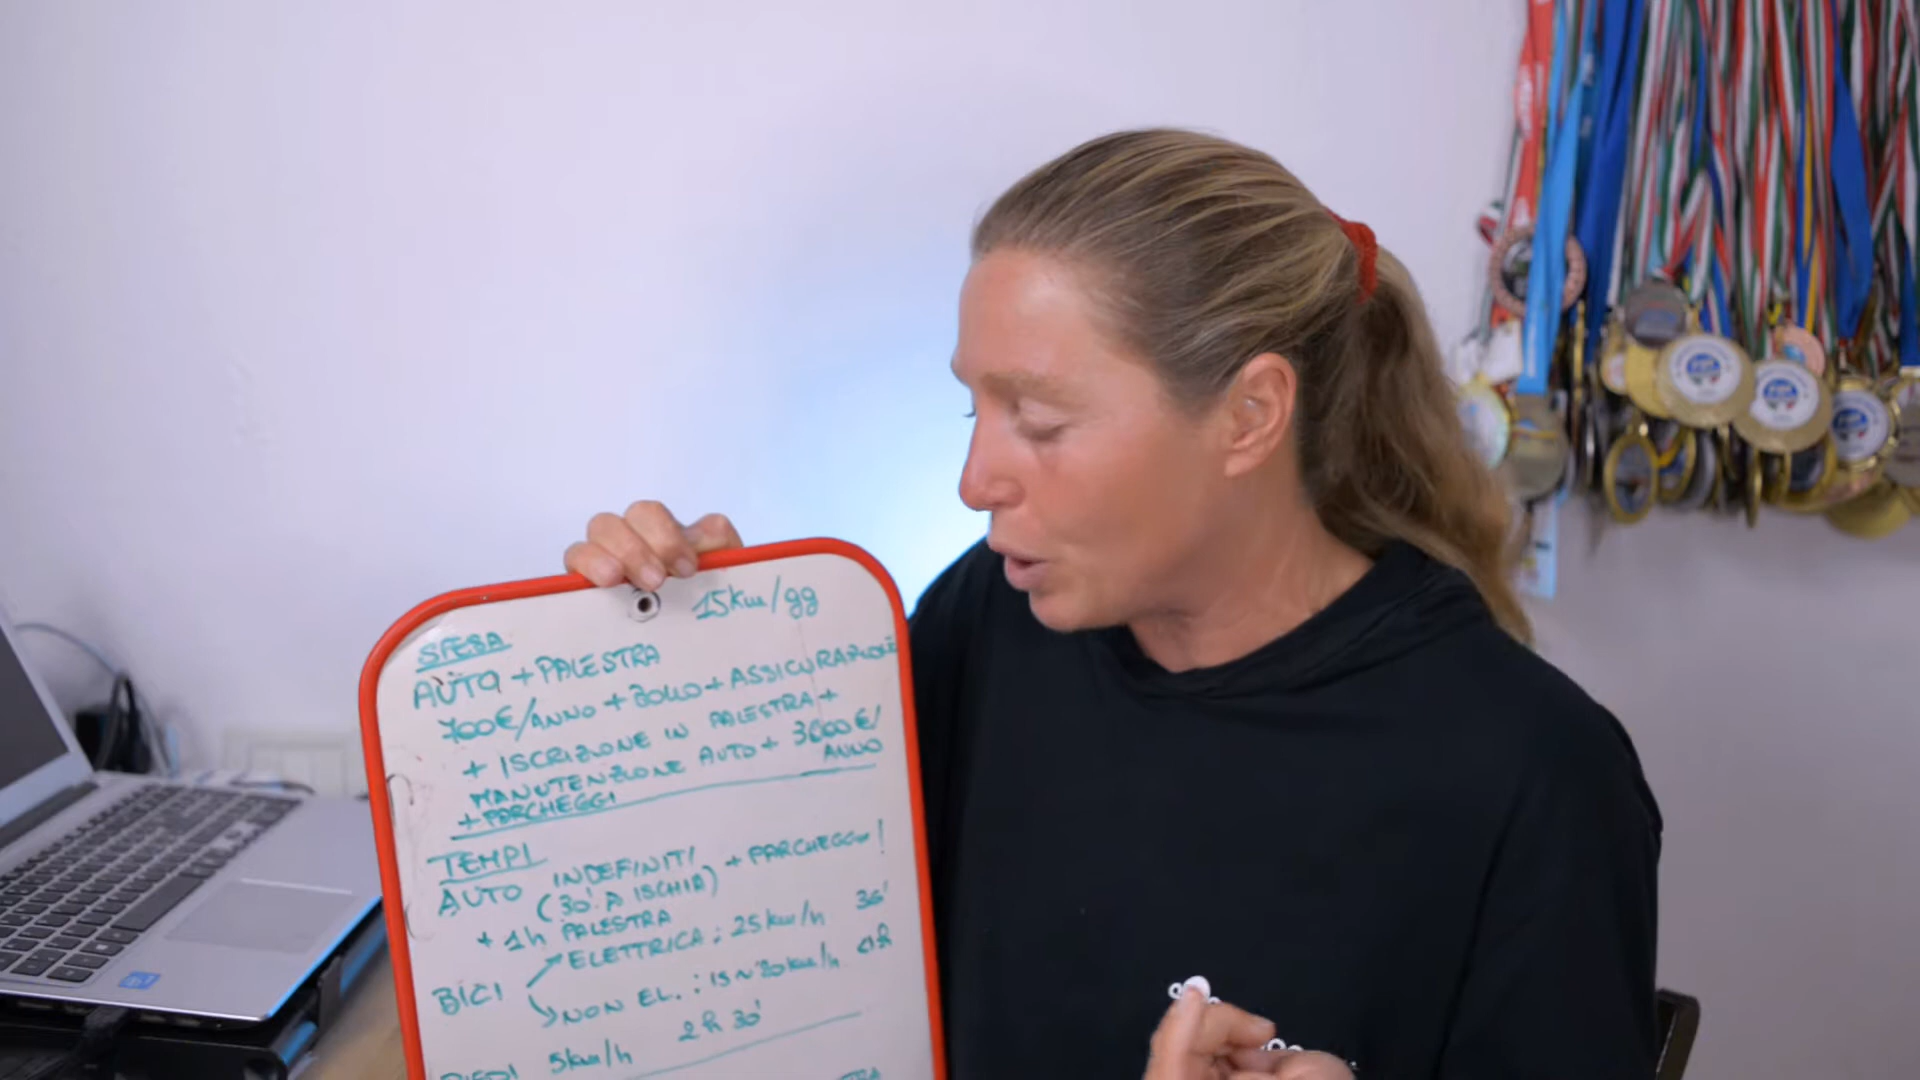 15km/gg
SPESA
AUTO + PALESTRA
700€/ANNO + BOLLO + ASSICURAZIONE
+ ISCRIZIONE IN PALESTRA +
MANUTENZIONE AUTO + 3000€/
ANNO
+ PARCHEGGI
TEMPI
AUTO INDEFINITI + PARCHEGGIO!
(30' A ISCHIA)
+ 1h PALESTRA
BICI ELETTRICA: 25km/h 36'
NON EL.: 15~20km/h <1h
PIEDI 5km/h 2h 30'